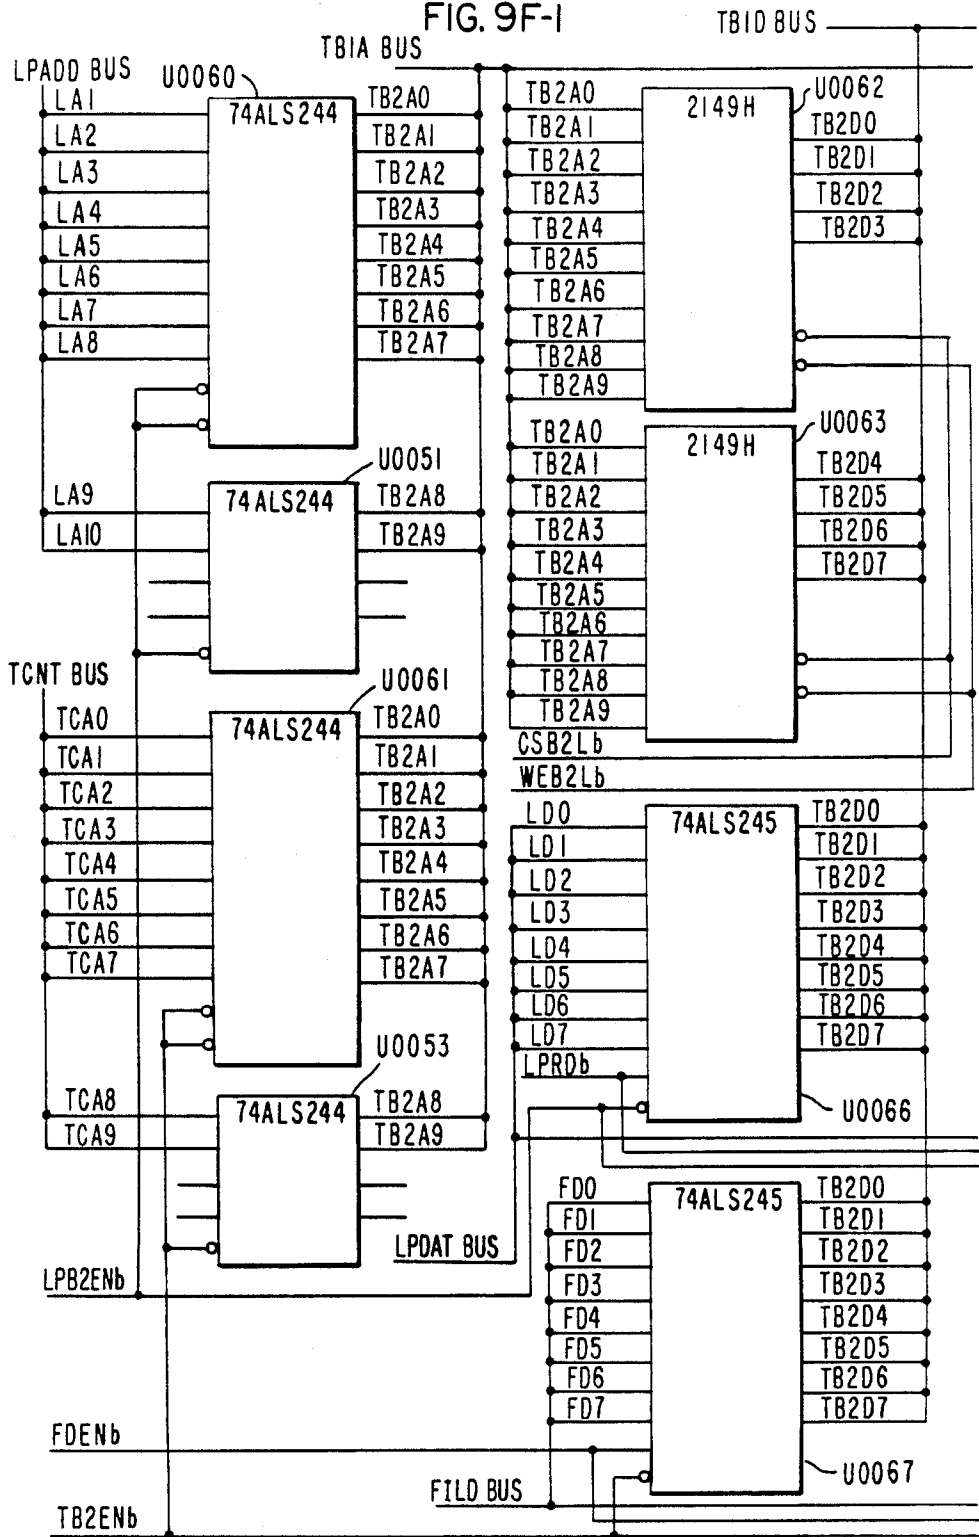 FIG. 9F-1
TB1D BUS
TB1A BUS
LPADD BUS
U0060
74ALS244
LA1
LA2
LA3
LA4
LA5
LA6
LA7
LA8
TB2A0
TB2A1
TB2A2
TB2A3
TB2A4
TB2A5
TB2A6
TB2A7
U0051
74ALS244
LA9
LA10
TB2A8
TB2A9
TCNT BUS
U0061
74ALS244
TCA0
TCA1
TCA2
TCA3
TCA4
TCA5
TCA6
TCA7
TB2A0
TB2A1
TB2A2
TB2A3
TB2A4
TB2A5
TB2A6
TB2A7
U0053
74ALS244
TCA8
TCA9
TB2A8
TB2A9
LPB2ENb
FDENb
TB2ENb
U0062
2149H
TB2A0
TB2A1
TB2A2
TB2A3
TB2A4
TB2A5
TB2A6
TB2A7
TB2A8
TB2A9
TB2D0
TB2D1
TB2D2
TB2D3
U0063
2149H
TB2A0
TB2A1
TB2A2
TB2A3
TB2A4
TB2A5
TB2A6
TB2A7
TB2A8
TB2A9
TB2D4
TB2D5
TB2D6
TB2D7
CSB2Lb
WEB2Lb
74ALS245
LD0
LD1
LD2
LD3
LD4
LD5
LD6
LD7
LPRDb
TB2D0
TB2D1
TB2D2
TB2D3
TB2D4
TB2D5
TB2D6
TB2D7
U0066
LPDAT BUS
74ALS245
FD0
FD1
FD2
FD3
FD4
FD5
FD6
FD7
TB2D0
TB2D1
TB2D2
TB2D3
TB2D4
TB2D5
TB2D6
TB2D7
U0067
FILD BUS